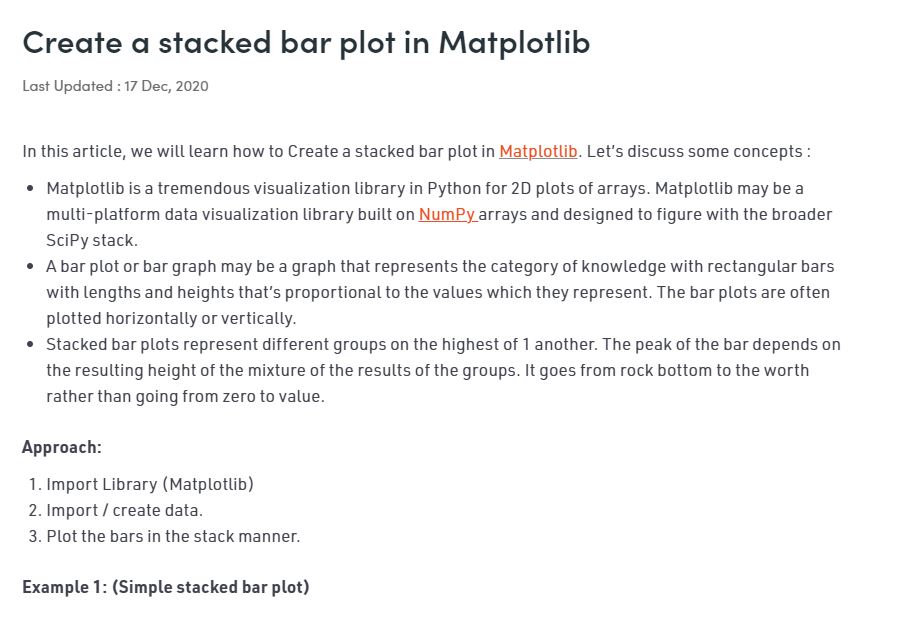 Create a stacked bar plot in Matplotlib
Last Updated : 17 Dec, 2020
In this article, we will learn how to Create a stacked bar plot in Matplotlib. Let's discuss some concepts :
• Matplotlib is a tremendous visualization library in Python for 2D plots of arrays. Matplotlib may be a
multi-platform data visualization library built on NumPy arrays and designed to figure with the broader
SciPy stack.
• A bar plot or bar graph may be a graph that represents the category of knowledge with rectangular bars
with lengths and heights that's proportional to the values which they represent. The bar plots are often
plotted horizontally or vertically.
• Stacked bar plots represent different groups on the highest of 1 another. The peak of the bar depends on
the resulting height of the mixture of the results of the groups. It goes from rock bottom to the worth
rather than going from zero to value.
Approach:
1. Import Library (Matplotlib)
2. Import / create data.
3. Plot the bars in the stack manner.
Example 1: (Simple stacked bar plot)